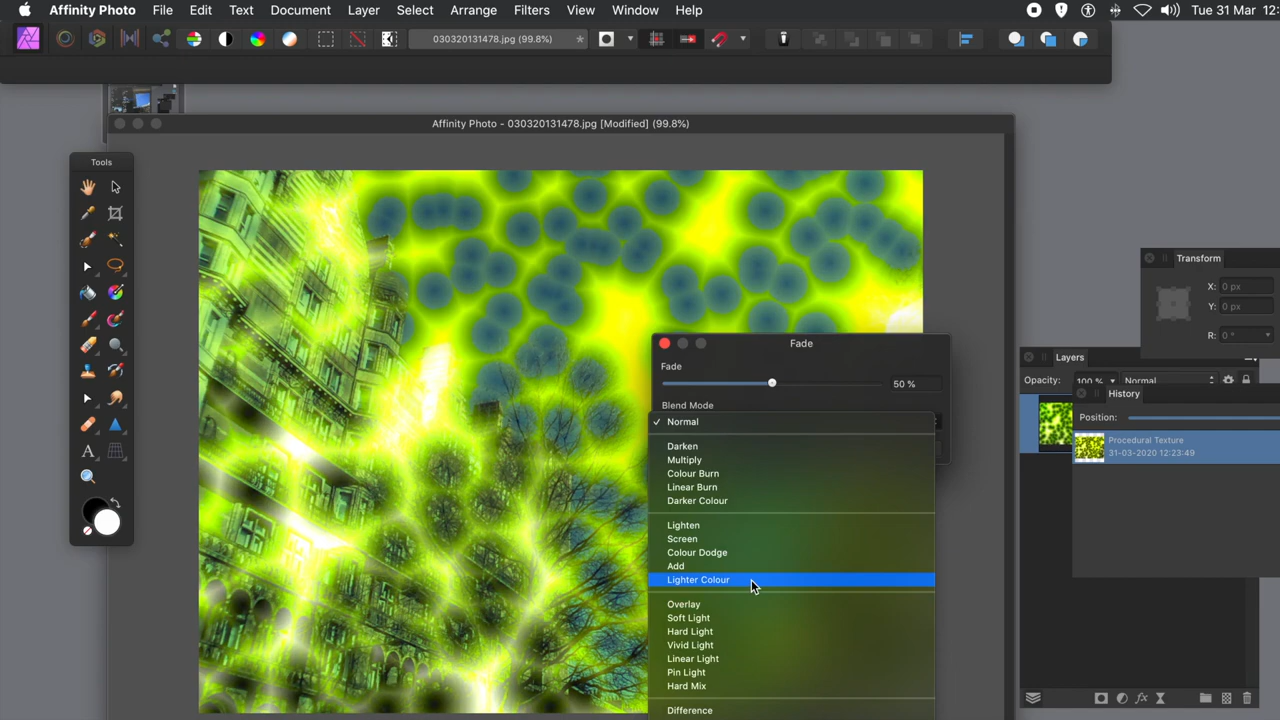 Affinity Photo File Edit Text Document Layer Select Arrange Filters View Window Help Tue 31 Mar 12:
030320131478.jpg (99.8%) *
Affinity Photo - 030320131478.jpg [Modified] (99.8%)
Tools
Transform
X: 0 px
Y: 0 px
R: 0 °
Fade
Fade
50 %
Blend Mode
Normal
Darken
Multiply
Colour Burn
Linear Burn
Darker Colour
Lighten
Screen
Colour Dodge
Add
Lighter Colour
Overlay
Soft Light
Hard Light
Vivid Light
Linear Light
Pin Light
Hard Mix
Difference
Layers
Opacity: 100 % Normal
History
Position:
Procedural Texture
31-03-2020 12:23:49